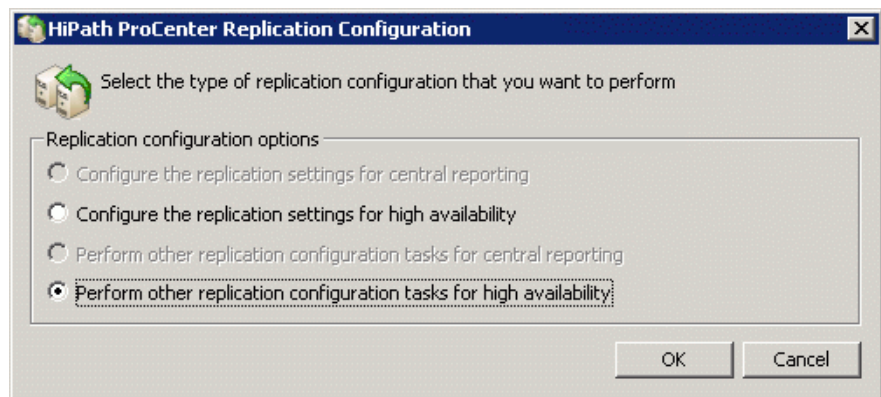 HiPath ProCenter Replication Configuration
Select the type of replication configuration that you want to perform
Replication configuration options
Configure the replication settings for central reporting
Configure the replication settings for high availability
Perform other replication configuration tasks for central reporting
Perform other replication configuration tasks for high availability
OK Cancel